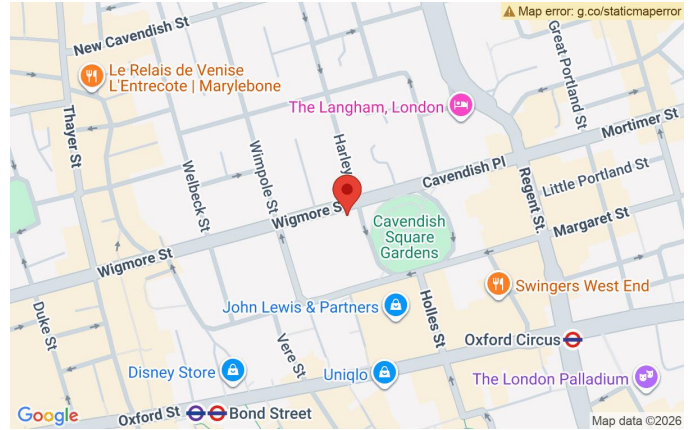 Map error: g.co/staticmaperror
New Cavendish St
Great Portland St
Le Relais de Venise
L'Entrecote | Marylebone
The Langham, London
Thayer St
Mortimer St
Harley
Cavendish Pl
Wimpole St
Welbeck St
Little Portland St
Regent St.
Wigmore St
Margaret St
Cavendish
Square
Gardens
Wigmore St
Swingers West End
John Lewis & Partners
Duke St
Holles St
Vere St
Oxford Circus
Disney Store
Uniqlo
The London Palladium
Google
Oxford St
Bond Street
Map data ©2026